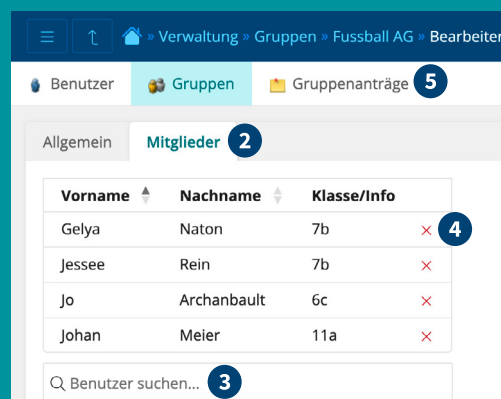 » Verwaltung » Gruppen » Fussball AG » Bearbeiten
Benutzer Gruppen Gruppenanträge 5
Allgemein Mitglieder 2
Vorname Nachname Klasse/Info
Gelya Naton 7b × 4
Jessee Rein 7b ×
Jo Archanbault 6c ×
Johan Meier 11a ×
Benutzer suchen... 3